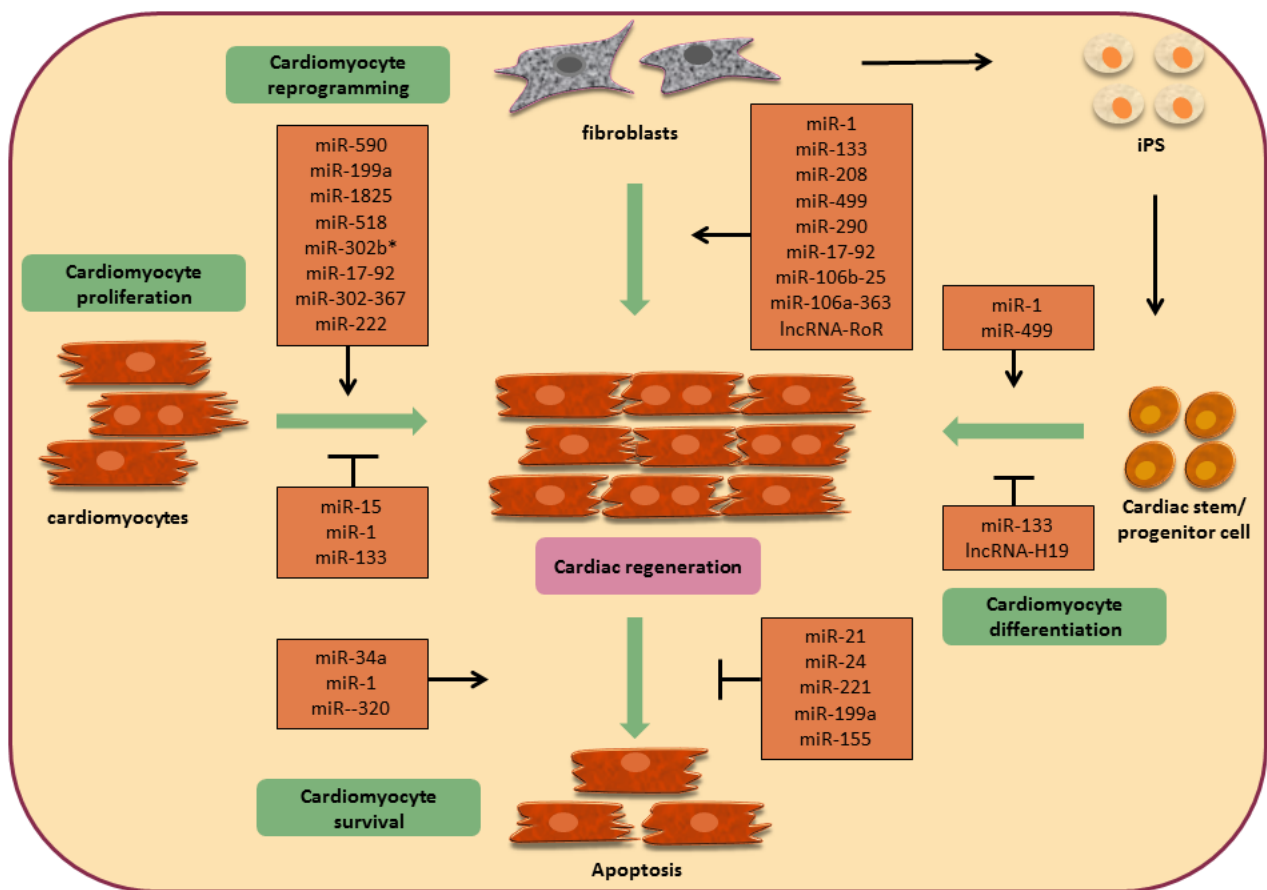 Cardiomyocyte
reprogramming
fibroblasts
iPS
miR-590
miR-199a
miR-1825
miR-518
miR-302b*
miR-17-92
miR-302-367
miR-222
miR-1
miR-133
miR-208
miR-499
miR-290
miR-17-92
miR-106b-25
miR-106a-363
lncRNA-RoR
Cardiomyocyte
proliferation
miR-1
miR-499
cardiomyocytes
miR-15
miR-1
miR-133
Cardiac stem/
progenitor cell
miR-133
lncRNA-H19
Cardiac regeneration
Cardiomyocyte
differentiation
miR-34a
miR-1
miR--320
miR-21
miR-24
miR-221
miR-199a
miR-155
Cardiomyocyte
survival
Apoptosis